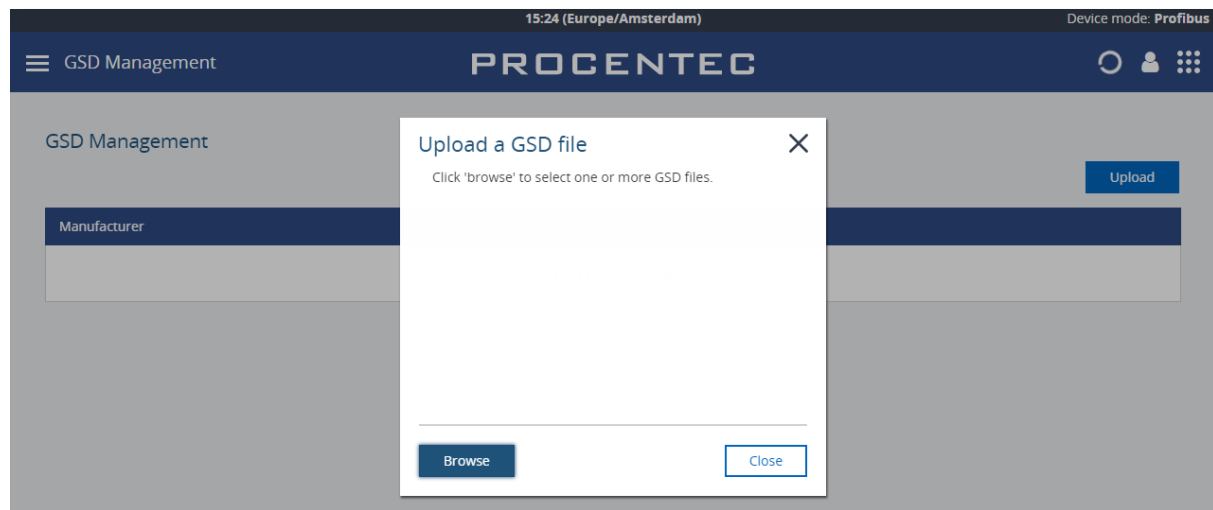 15:24 (Europe/Amsterdam)
Device mode: Profibus
GSD Management
PROCENTEC
GSD Management
Upload a GSD file
Click 'browse' to select one or more GSD files.
Upload
Manufacturer
Browse
Close